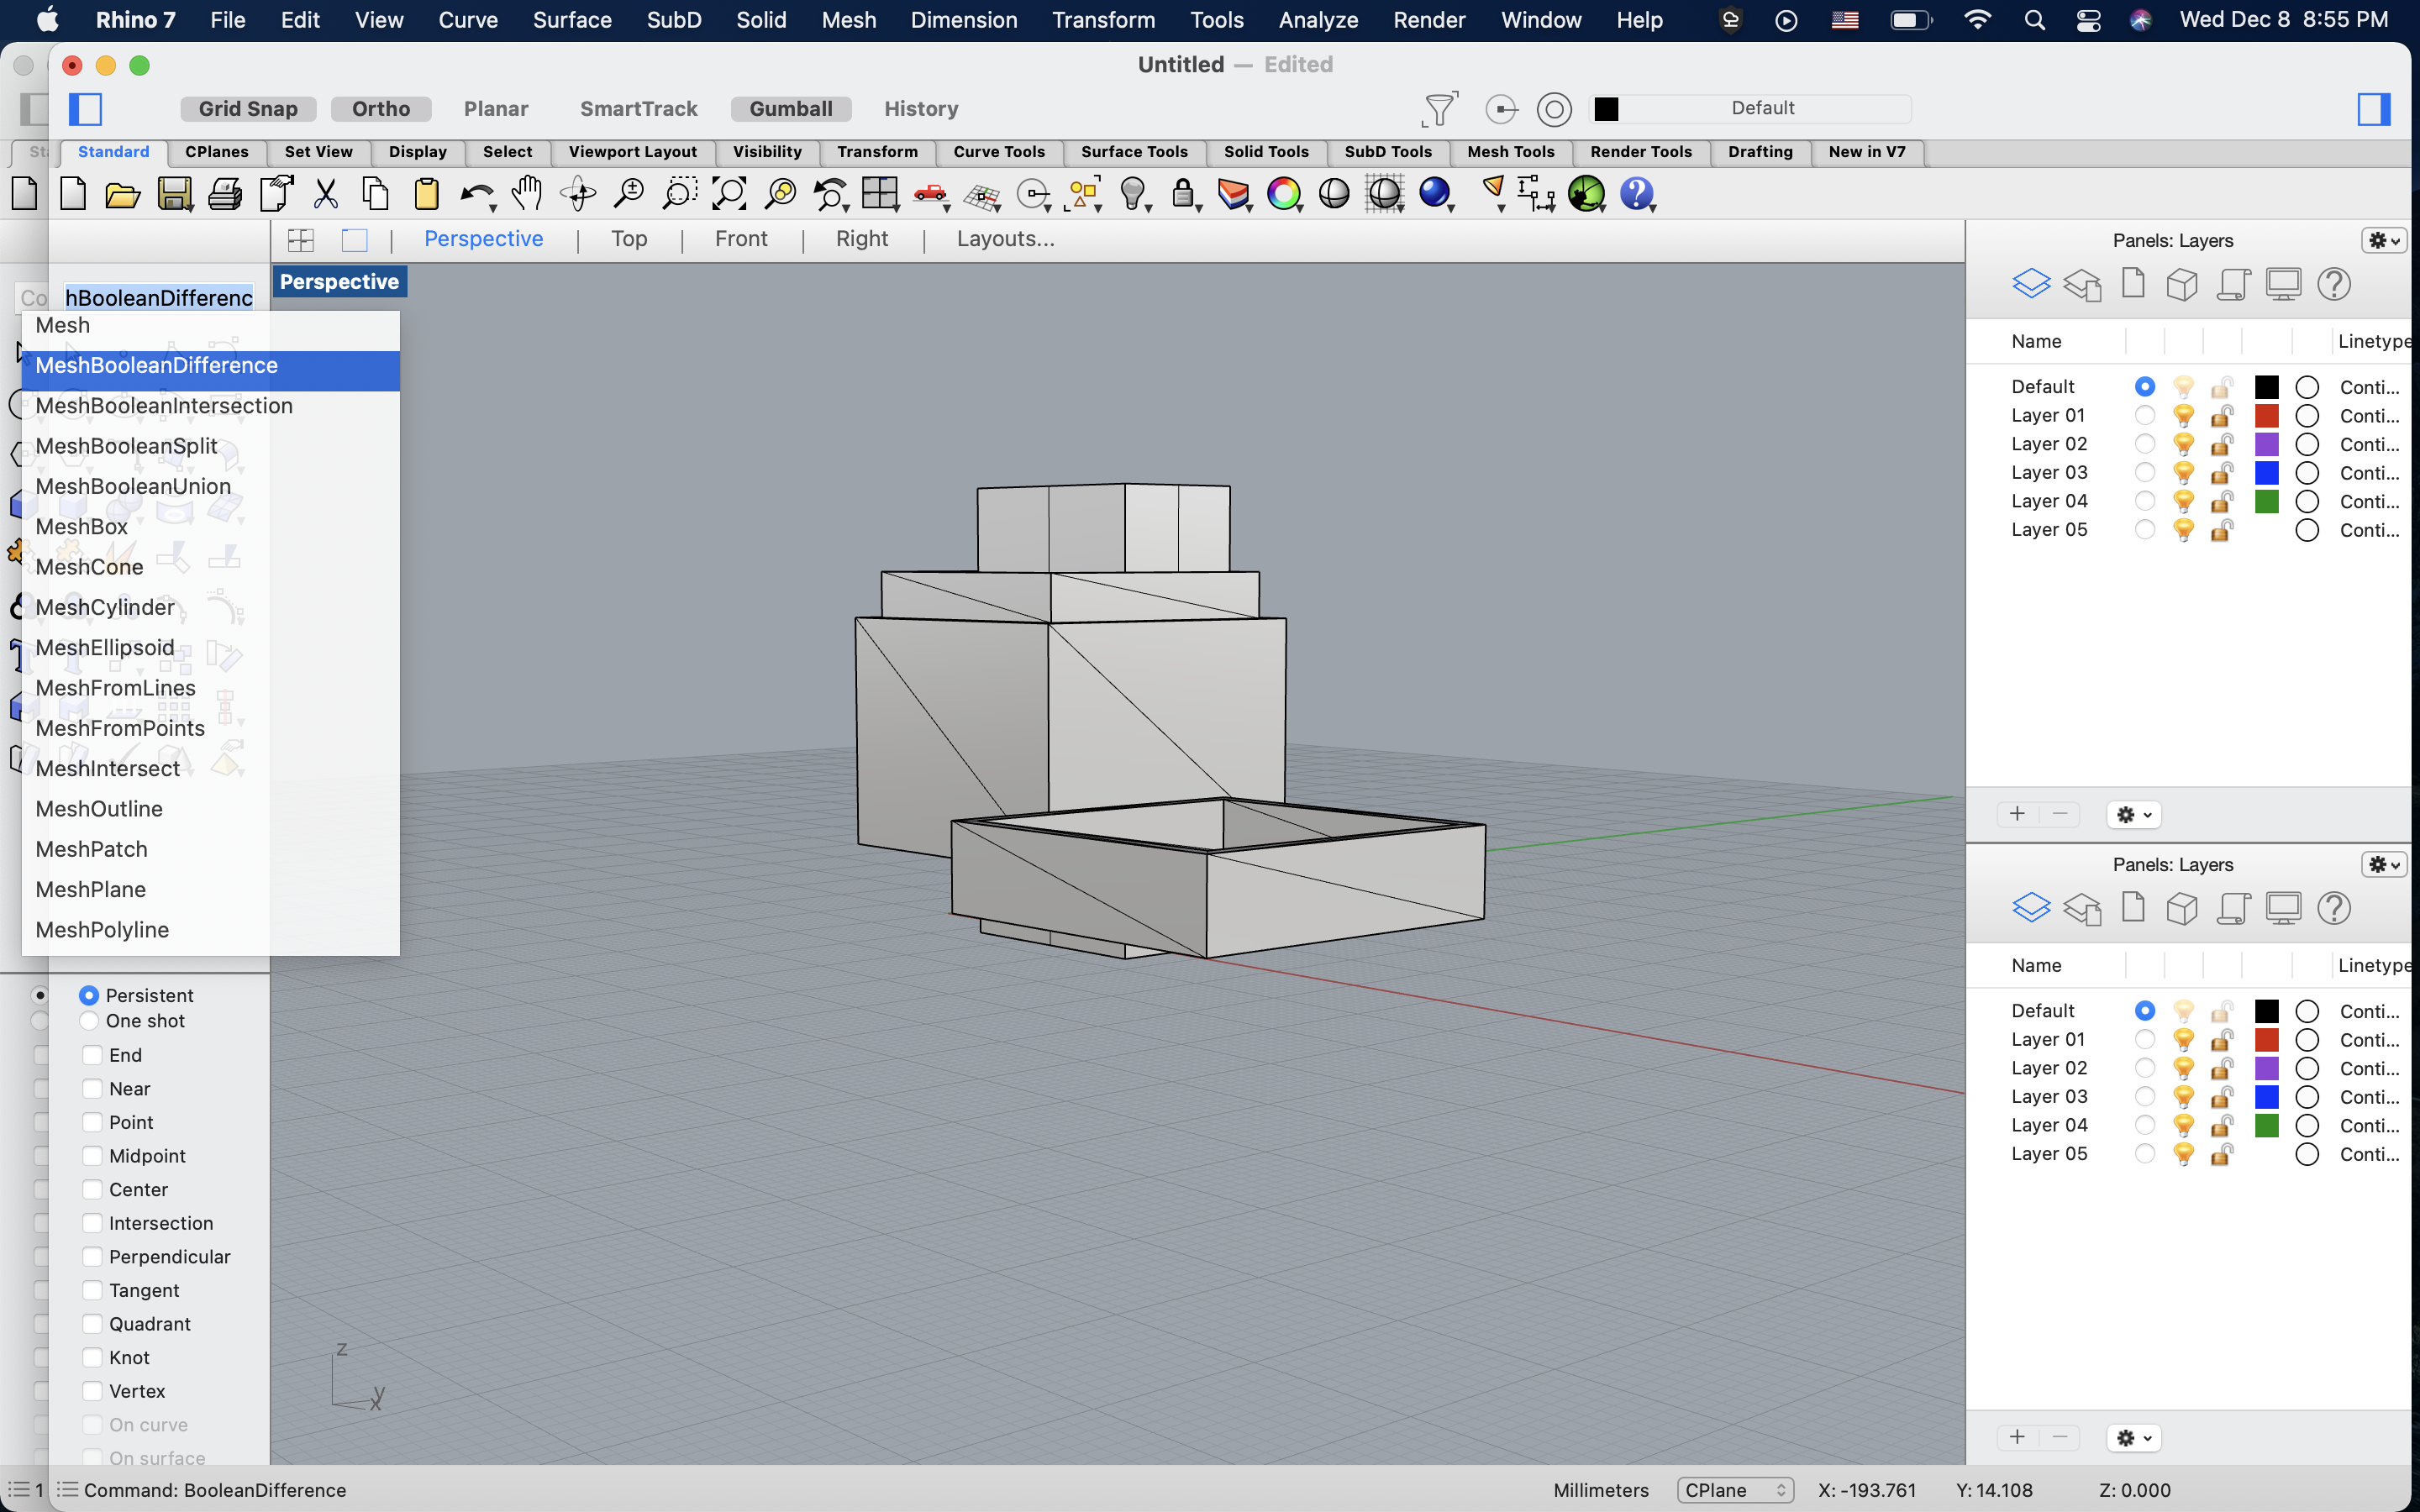 Rhino 7 File Edit View Curve Surface SubD Solid Mesh Dimension Transform Tools Analyze Render Window Help Wed Dec 8 8:55 PM
Untitled — Edited
Grid Snap Ortho Planar SmartTrack Gumball History Default
Standard CPlanes Set View Display Select Viewport Layout Visibility Transform Curve Tools Surface Tools Solid Tools SubD Tools Mesh Tools Render Tools Drafting New in V7
Perspective | Top | Front | Right | Layouts...
Perspective
Co hBooleanDifferenc
Mesh
MeshBooleanDifference
MeshBooleanIntersection
MeshBooleanSplit
MeshBooleanUnion
MeshBox
MeshCone
MeshCylinder
MeshEllipsoid
MeshFromLines
MeshFromPoints
MeshIntersect
MeshOutline
MeshPatch
MeshPlane
MeshPolyline
Persistent
One shot
End
Near
Point
Midpoint
Center
Intersection
Perpendicular
Tangent
Quadrant
Knot
Vertex
On curve
On surface
z
y
x
Panels: Layers
Name Linetype
Default Conti...
Layer 01 Conti...
Layer 02 Conti...
Layer 03 Conti...
Layer 04 Conti...
Layer 05 Conti...
Panels: Layers
Name Linetype
Default Conti...
Layer 01 Conti...
Layer 02 Conti...
Layer 03 Conti...
Layer 04 Conti...
Layer 05 Conti...
1 Command: BooleanDifference Millimeters CPlane X: -193.761 Y: 14.108 Z: 0.000